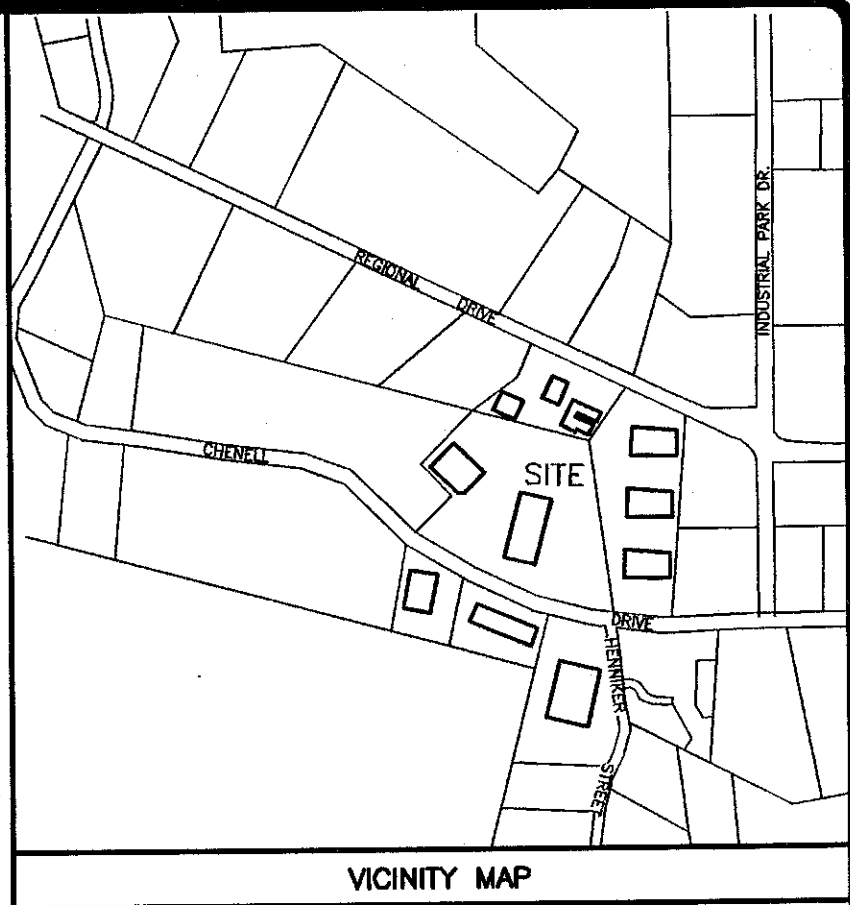 INDUSTRIAL PARK DR.
REGIONAL DRIVE
CHENELL DRIVE
SITE
HENNIKER STREET
VICINITY MAP